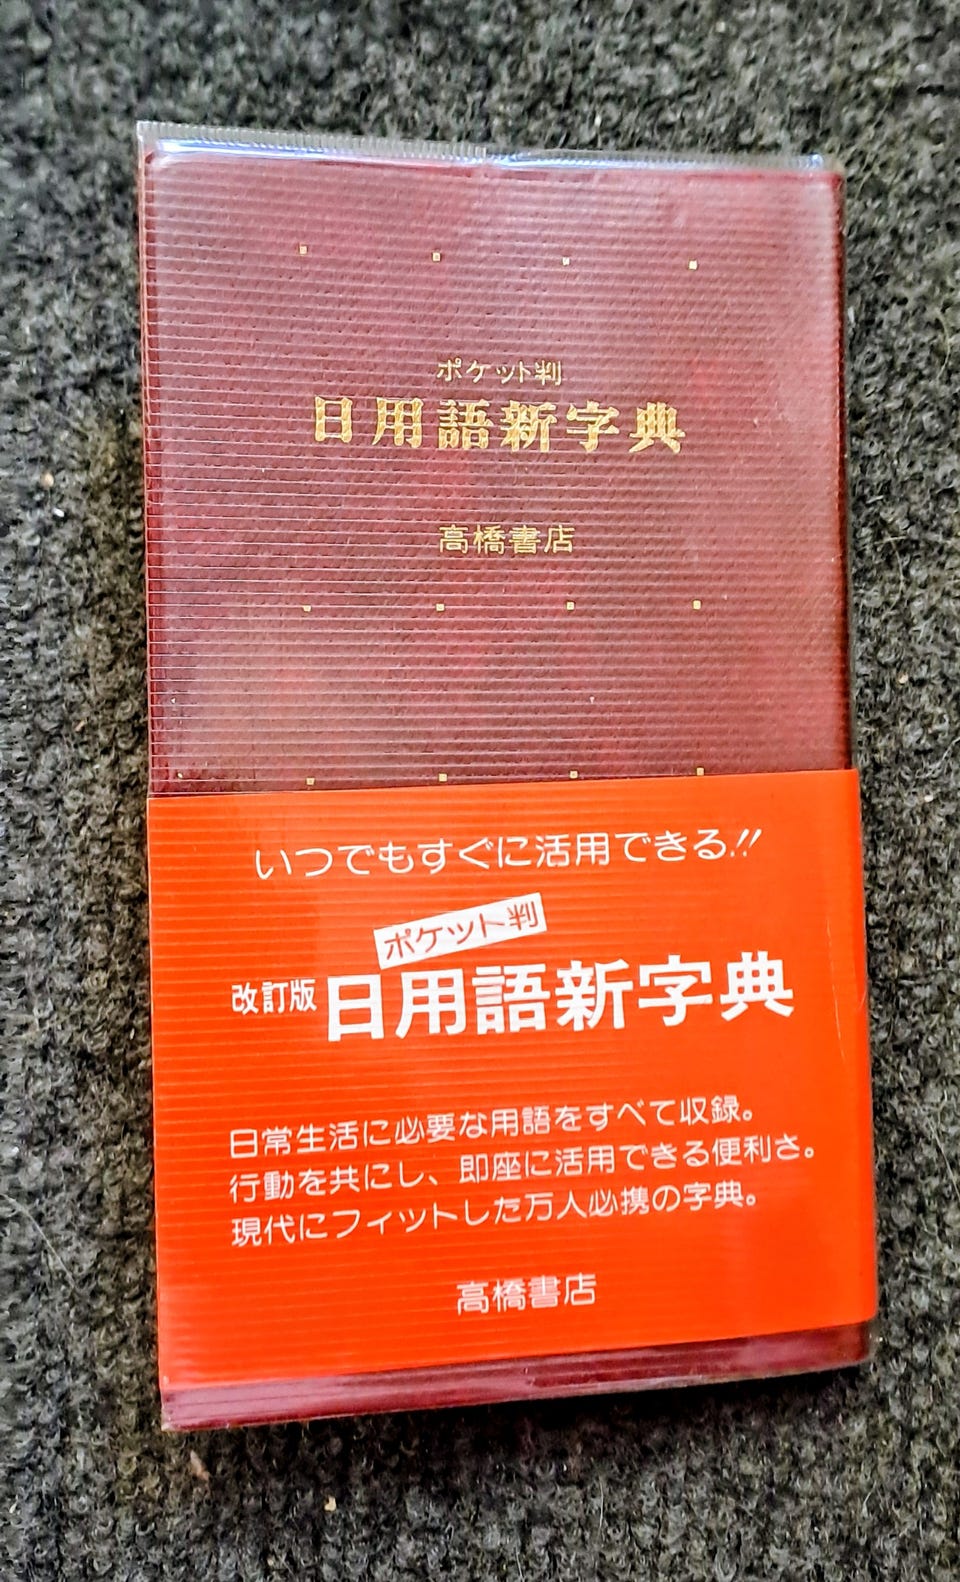 ポケット判
日用語新字典
高橋書店
いつでもすぐに活用できる!!
ポケット判
改訂版 日用語新字典
日常生活に必要な用語をすべて収録。
行動を共にし、即座に活用できる便利さ。
現代にフィットした万人必携の字典。
高橋書店